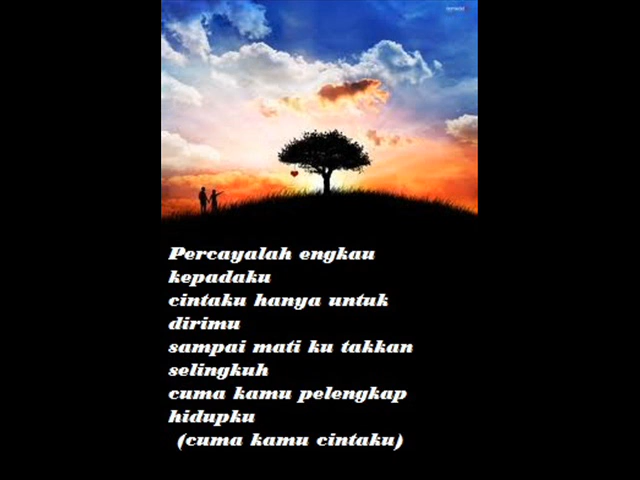 Percayalah engkau
kepadaku
cintaku hanya untuk
dirimu
sampai mati ku takkan
selingkuh
cuma kamu pelengkap
hidupku
(cuma kamu cintaku)